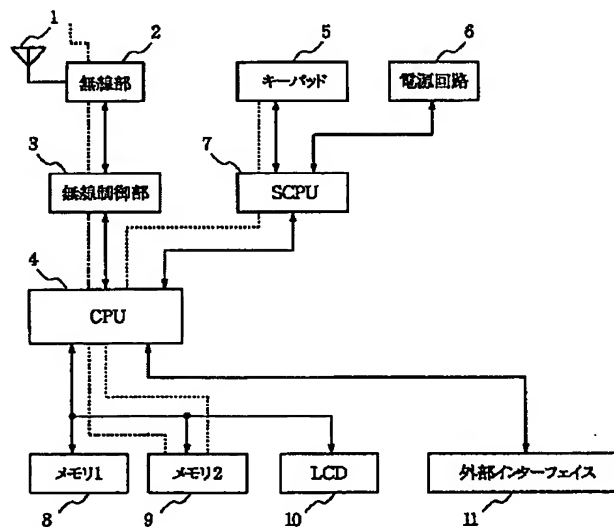 1
2
5
6
無線部
キーパッド
電源回路
3
7
無線制御部
SCPU
4
CPU
メモリ1
メモリ2
LCD
外部インターフェイス
8
9
10
11